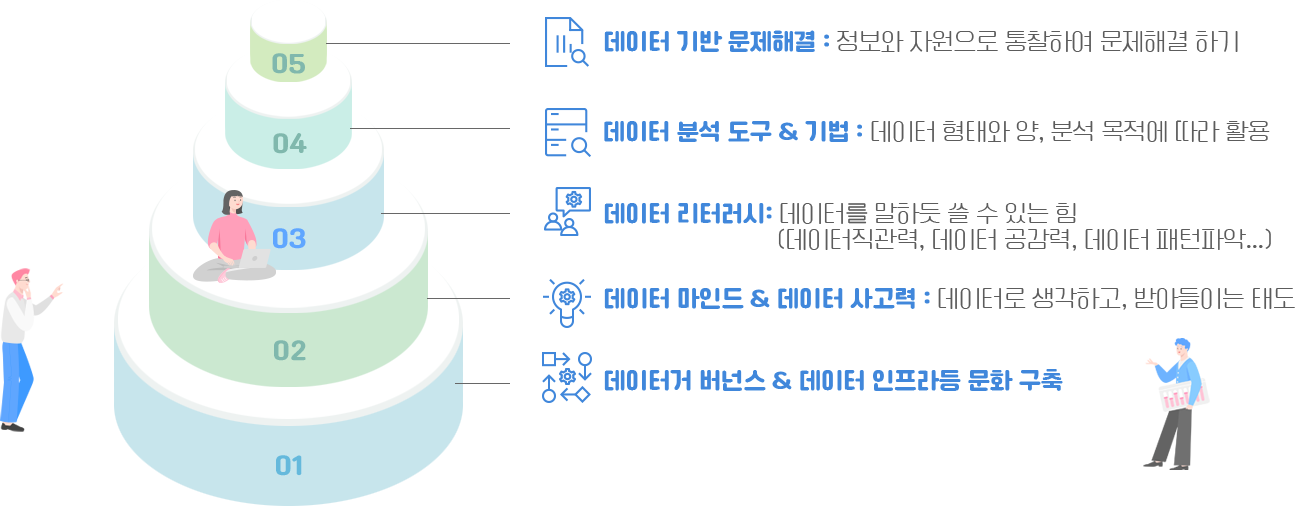 05
데이터 기반 문제해결 : 정보와 자원으로 통찰하여 문제해결 하기
04
데이터 분석 도구 & 기법 : 데이터 형태와 양, 분석 목적에 따라 활용
03
데이터 리터러시: 데이터를 말하듯 쓸 수 있는 힘
(데이터직관력, 데이터 공감력, 데이터 패턴파악...)
02
데이터 마인드 & 데이터 사고력 : 데이터로 생각하고, 받아들이는 태도
01
데이터거 버넌스 & 데이터 인프라등 문화 구축